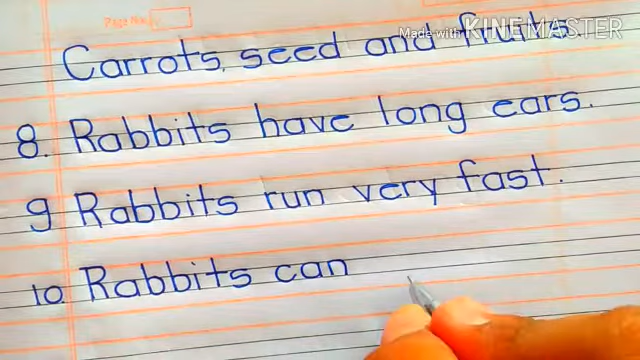 Page No.
Made with KINEMASTER
Carrots, seed and fruits.
8. Rabbits have long ears.
9 Rabbits run very fast.
10 Rabbits can